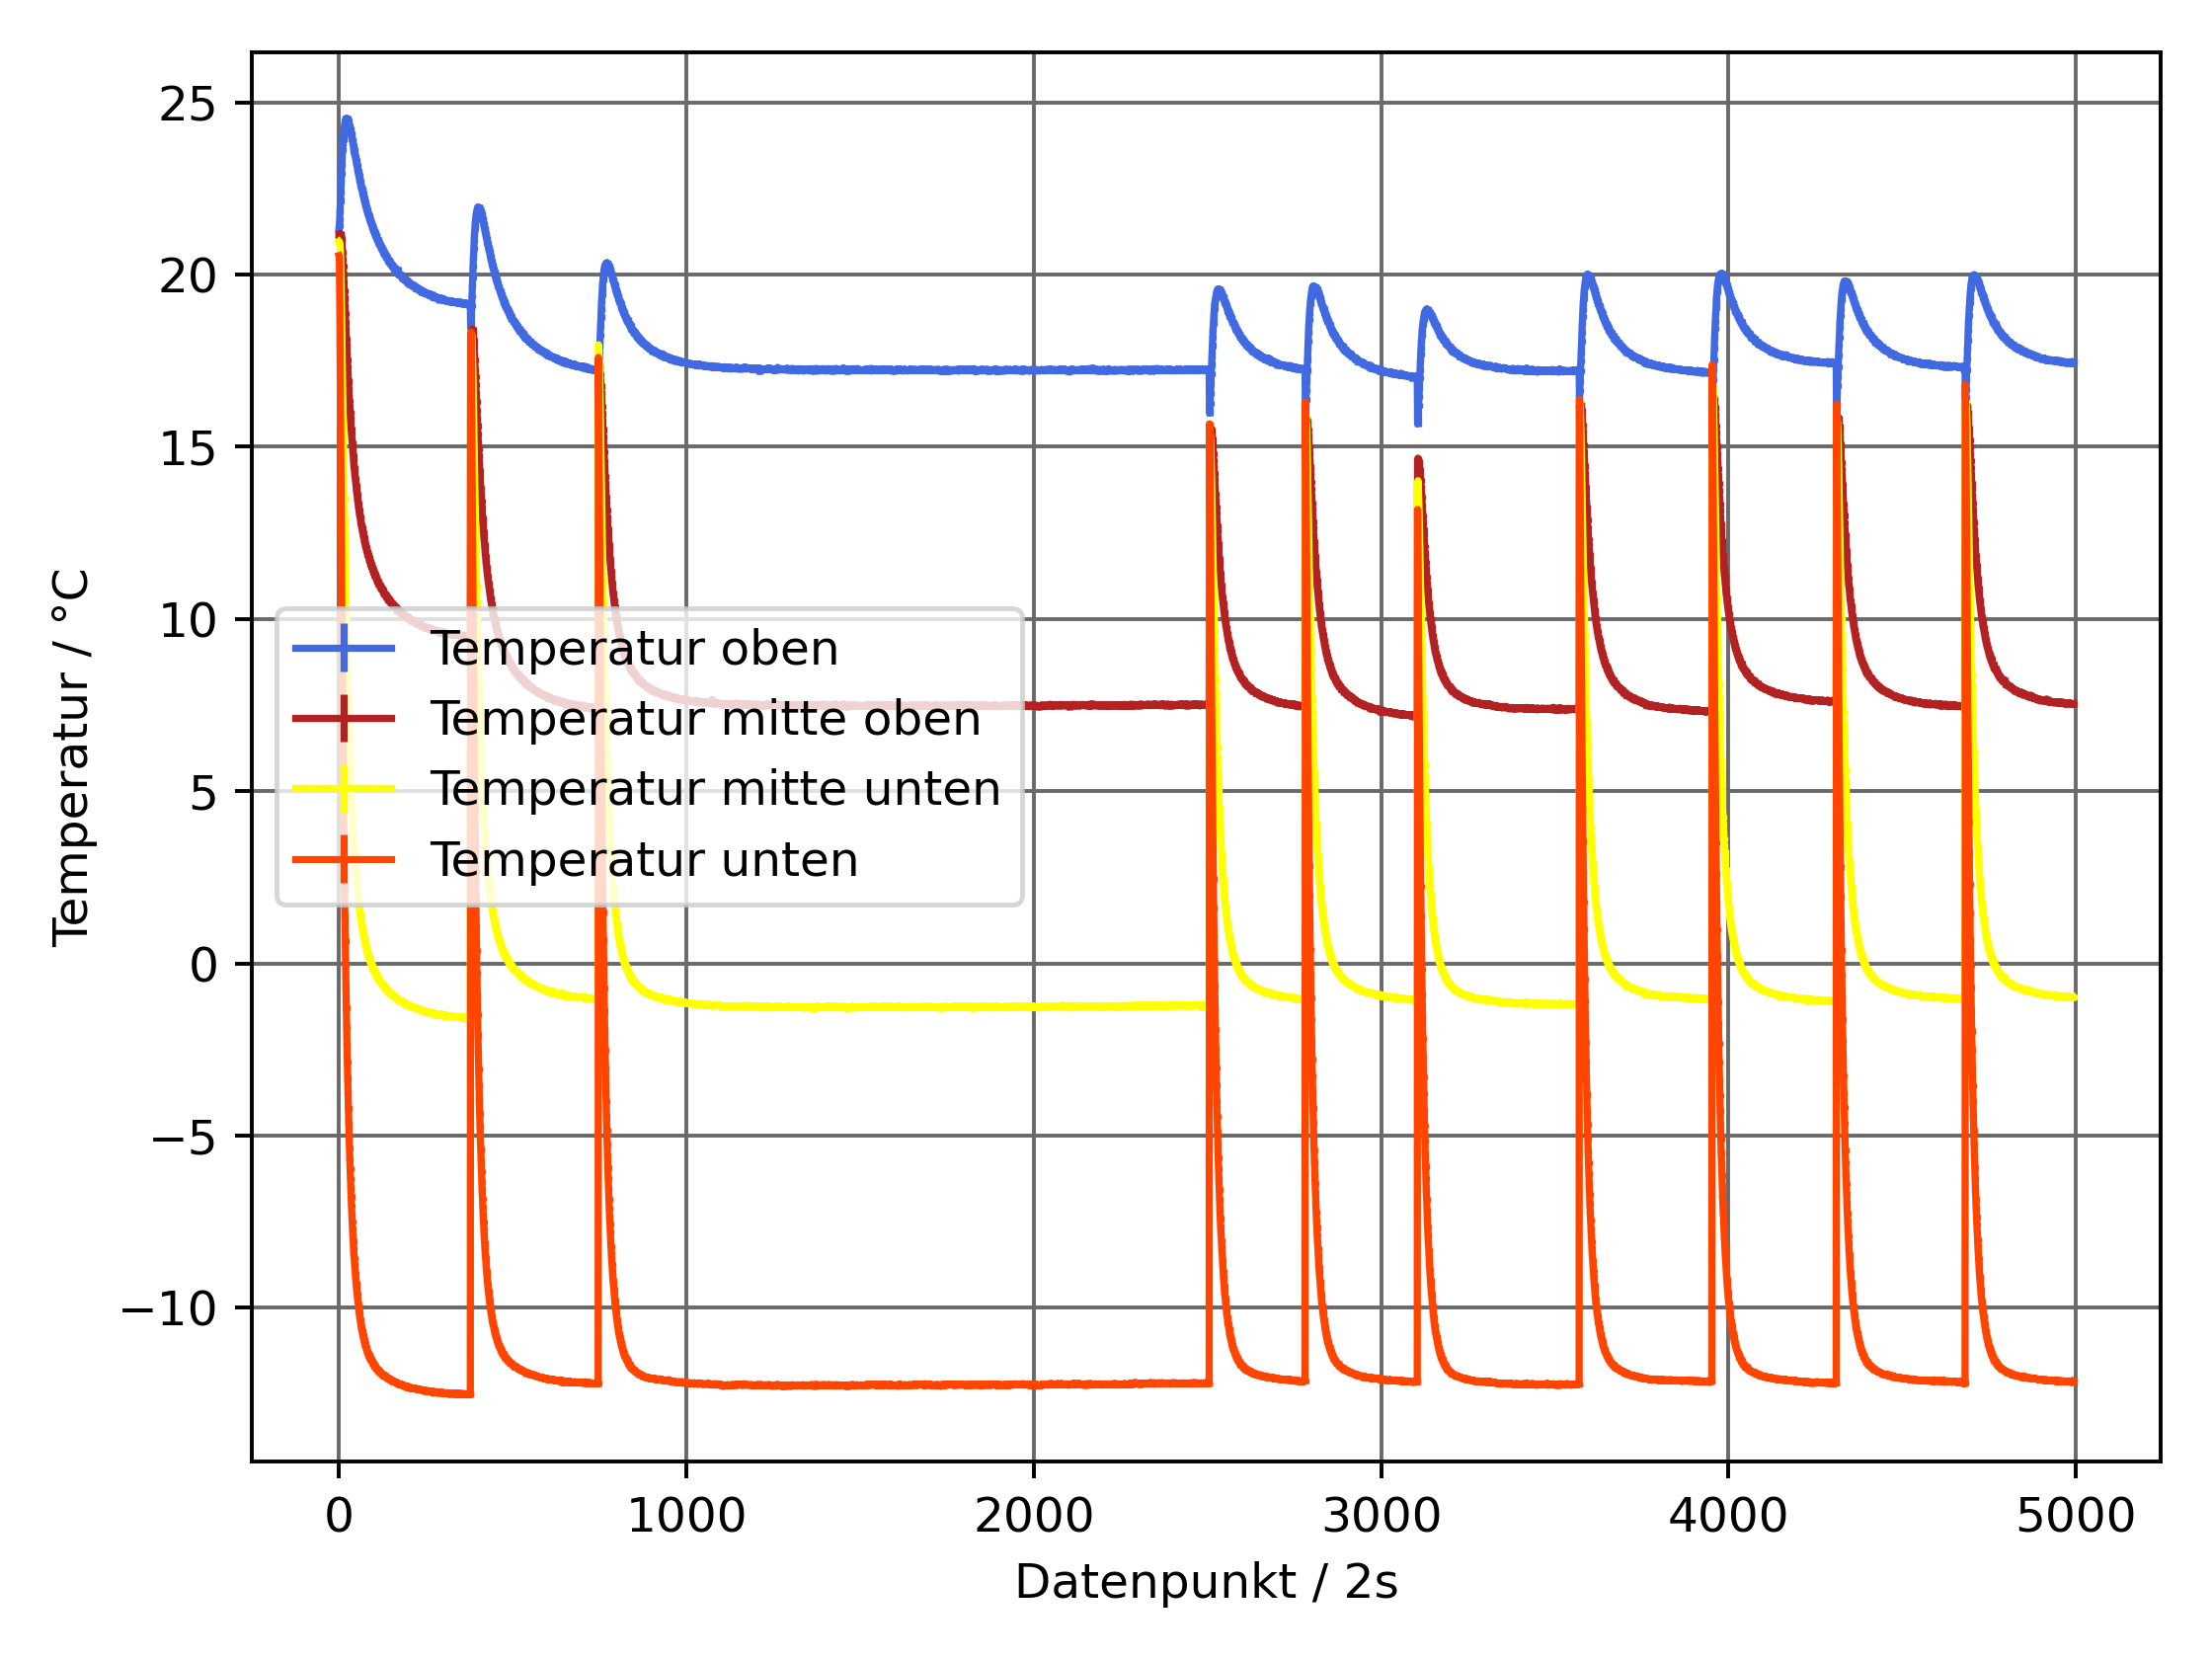 25
20
15
10
5
0
−5
−10
Temperatur / °C
Temperatur oben
Temperatur mitte oben
Temperatur mitte unten
Temperatur unten
0 1000 2000 3000 4000 5000
Datenpunkt / 2s